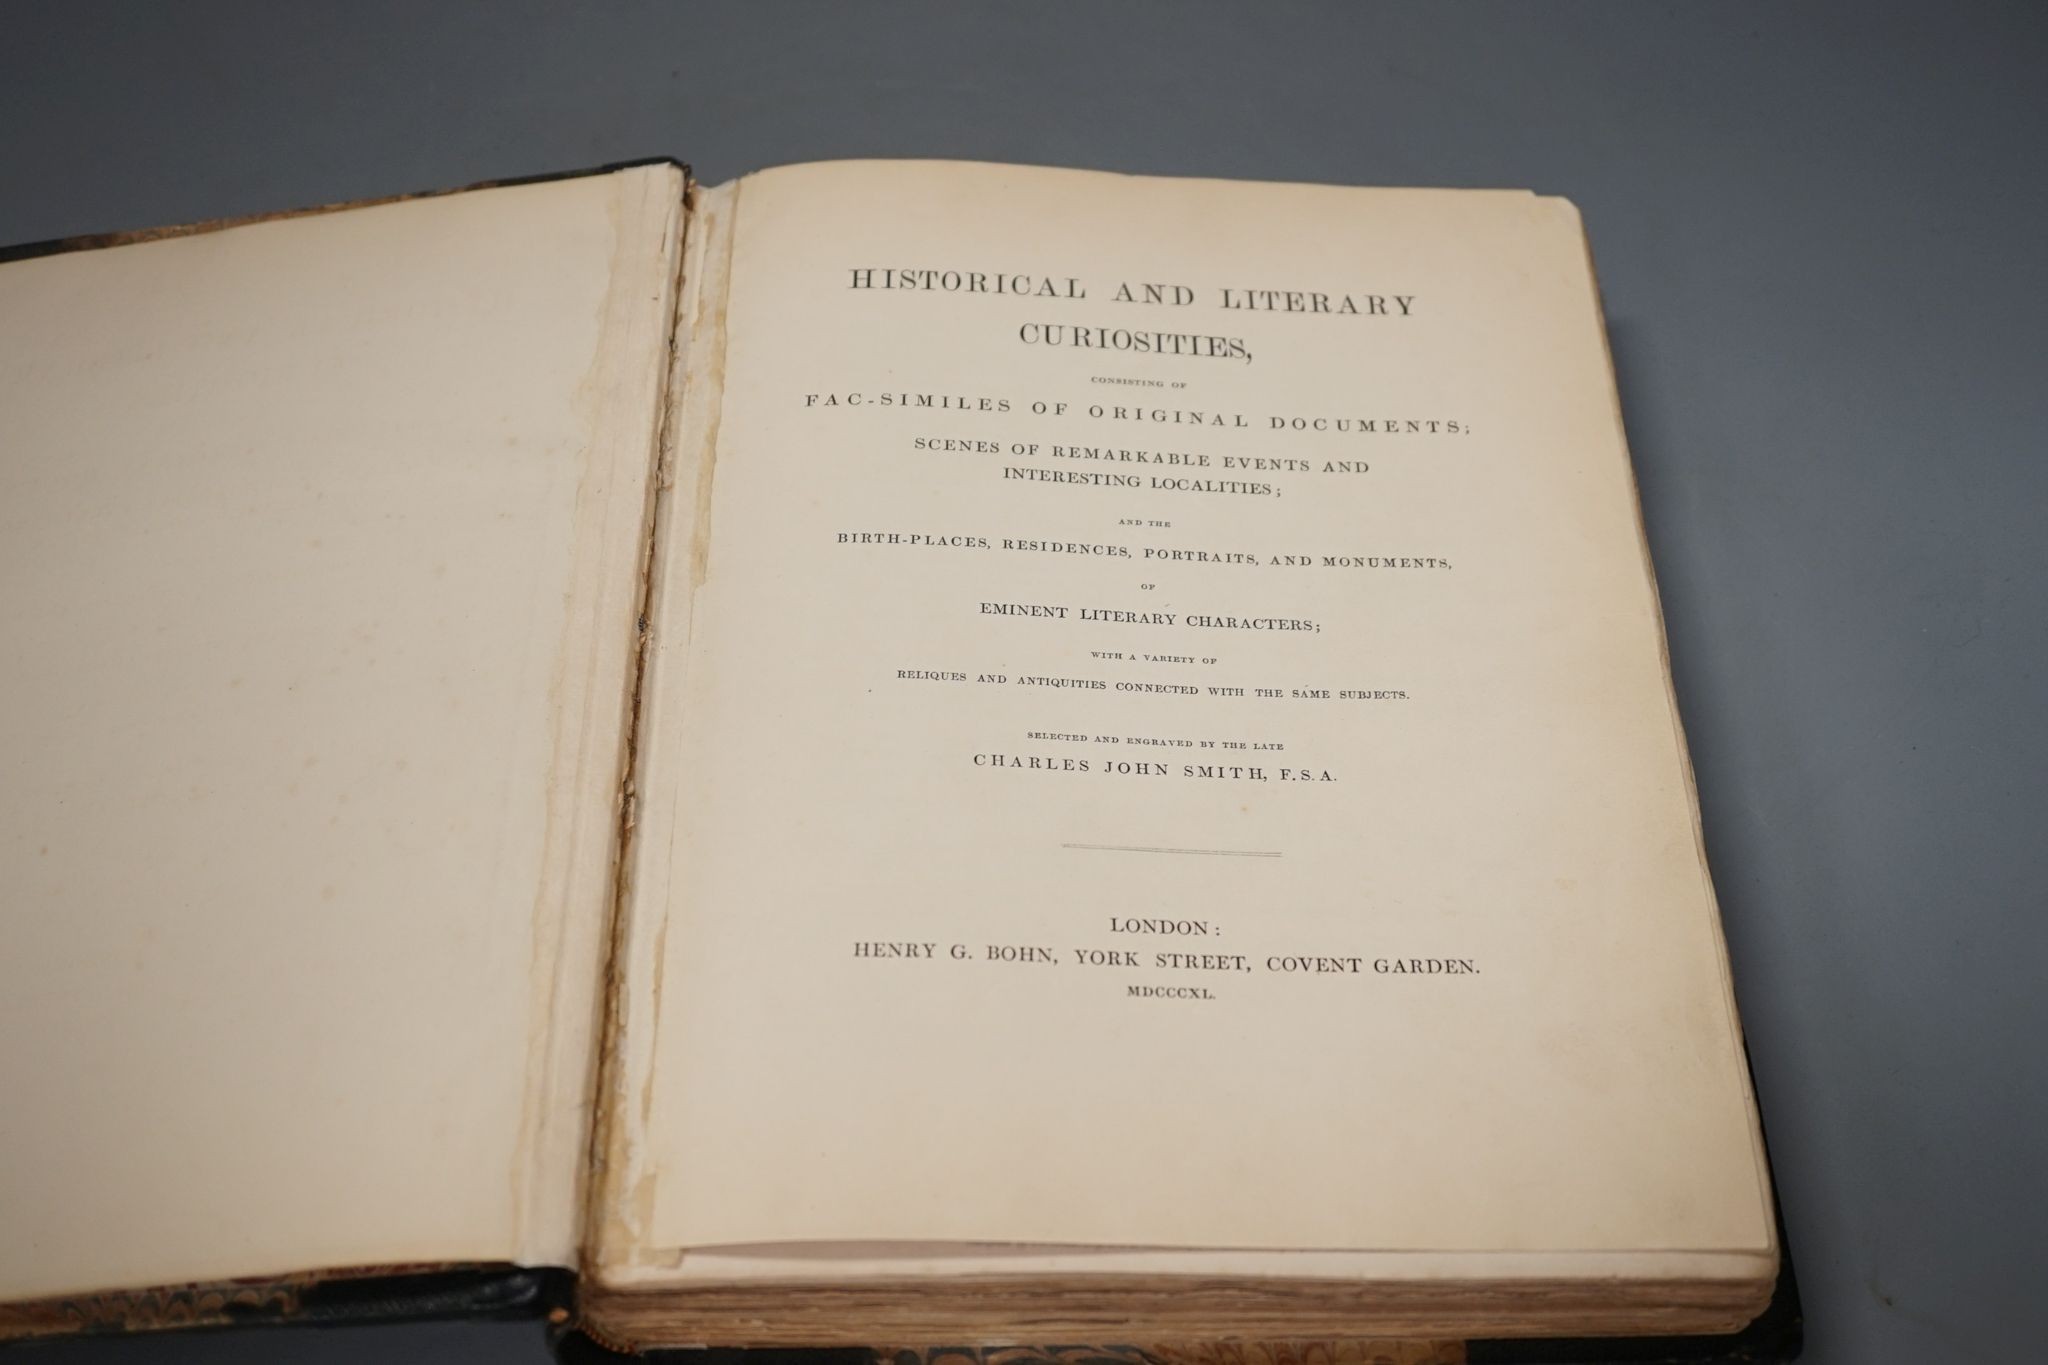 HISTORICAL AND LITERARY
CURIOSITIES,
CONSISTING OF
FAC-SIMILES OF ORIGINAL DOCUMENTS;
SCENES OF REMARKABLE EVENTS AND
INTERESTING LOCALITIES;
AND THE
BIRTH-PLACES, RESIDENCES, PORTRAITS, AND MONUMENTS,
OF
EMINENT LITERARY CHARACTERS;
WITH A VARIETY OF
RELIQUES AND ANTIQUITIES CONNECTED WITH THE SAME SUBJECTS.
SELECTED AND ENGRAVED BY THE LATE
CHARLES JOHN SMITH, F.S.A.
LONDON:
HENRY G. BOHN, YORK STREET, COVENT GARDEN.
MDCCCXL.